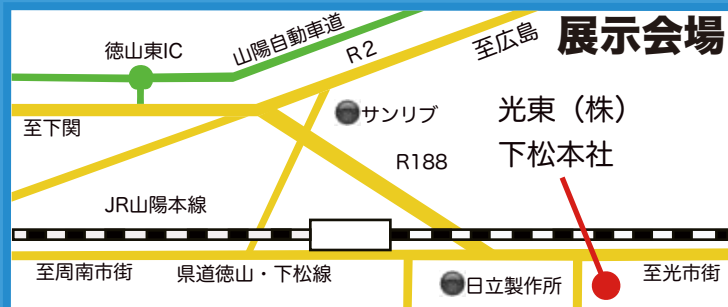 展示会場
徳山東IC
山陽自動車道
R2
至広島
サンリブ
光東（株）
下松本社
至下関
R188
JR山陽本線
至周南市街
県道徳山・下松線
日立製作所
至光市街